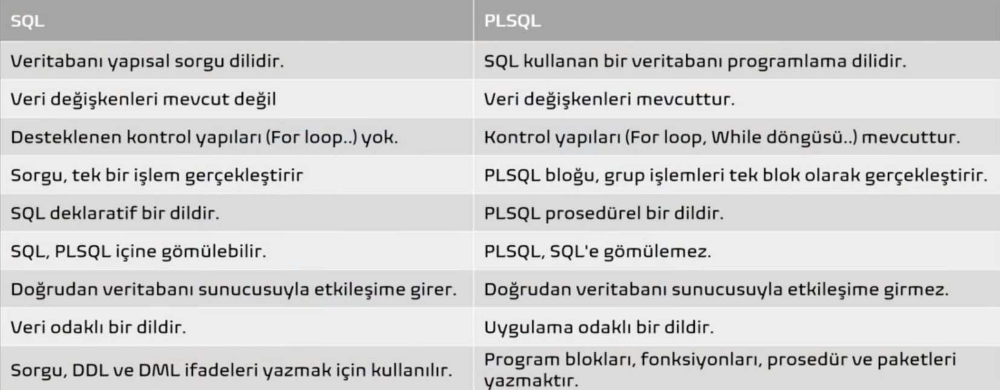 SQL
PLSQL
Veritabanı yapısal sorgu dilidir.
SQL kullanan bir veritabanı programlama dilidir.
Veri değişkenleri mevcut değil
Veri değişkenleri mevcuttur.
Desteklenen kontrol yapıları (For loop..) yok.
Kontrol yapıları (For loop, While döngüsü..) mevcuttur.
Sorgu, tek bir işlem gerçekleştirir
PLSQL bloğu, grup işlemleri tek blok olarak gerçekleştirir.
SQL deklaratif bir dildir.
PLSQL prosedürel bir dildir.
SQL, PLSQL içine gömülebilir.
PLSQL, SQL'e gömülemez.
Doğrudan veritabanı sunucusuyla etkileşime girer.
Doğrudan veritabanı sunucusuyla etkileşime girmez.
Veri odaklı bir dildir.
Uygulama odaklı bir dildir.
Sorgu, DDL ve DML ifadeleri yazmak için kullanılır.
Program blokları, fonksiyonları, prosedür ve paketleri
yazmaktır.